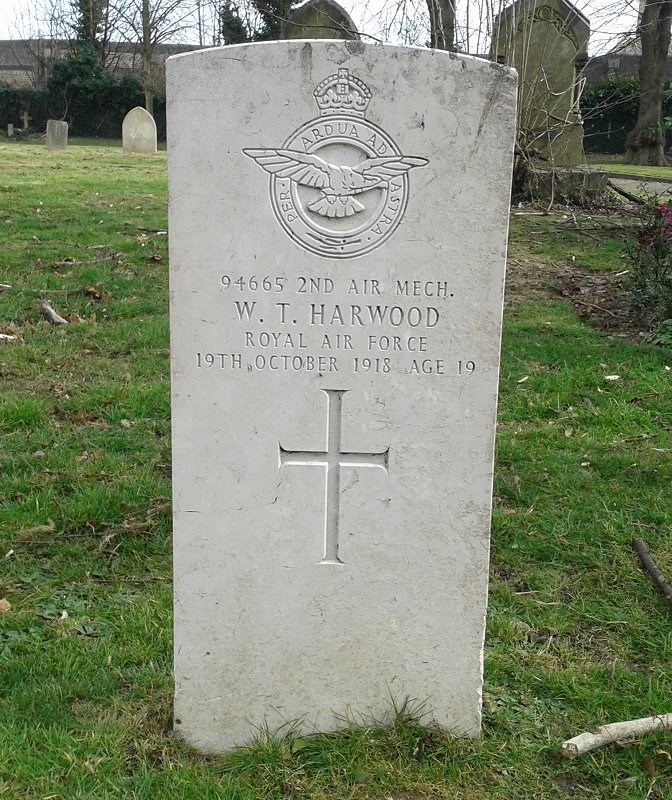 PER ARDUA AD ASTRA
94665 2ND AIR MECH.
W. T. HARWOOD
ROYAL AIR FORCE
19TH OCTOBER 1918 AGE 19